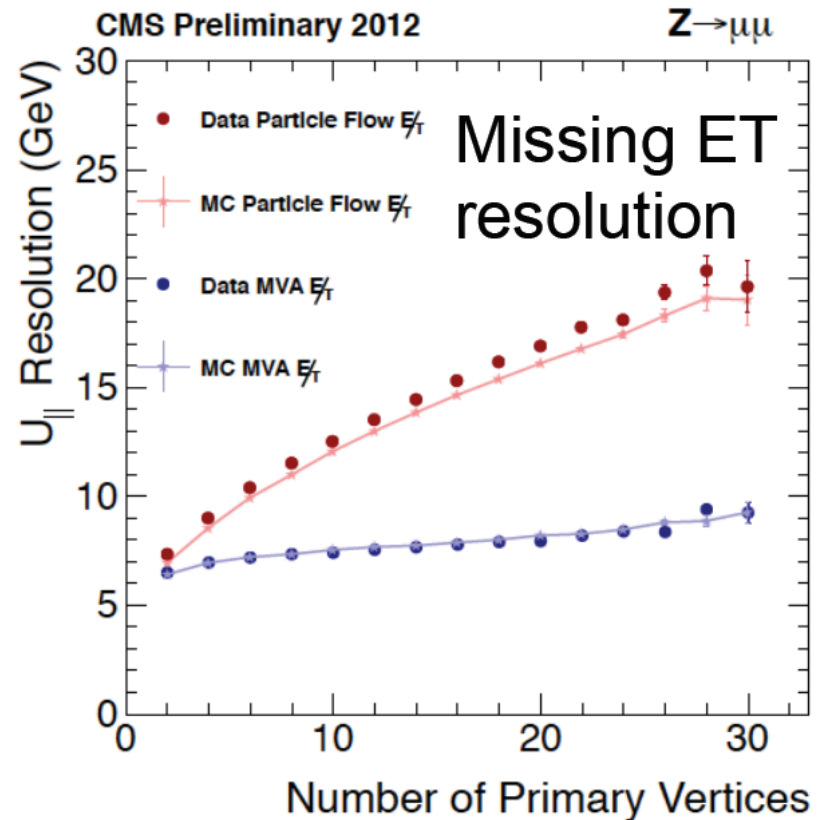 CMS Preliminary 2012 Z→μμ
U|| Resolution (GeV)
30
25
20
15
10
5
0
Data Particle Flow E̸T
MC Particle Flow E̸T
Data MVA E̸T
MC MVA E̸T
Missing ET
resolution
0 10 20 30
Number of Primary Vertices